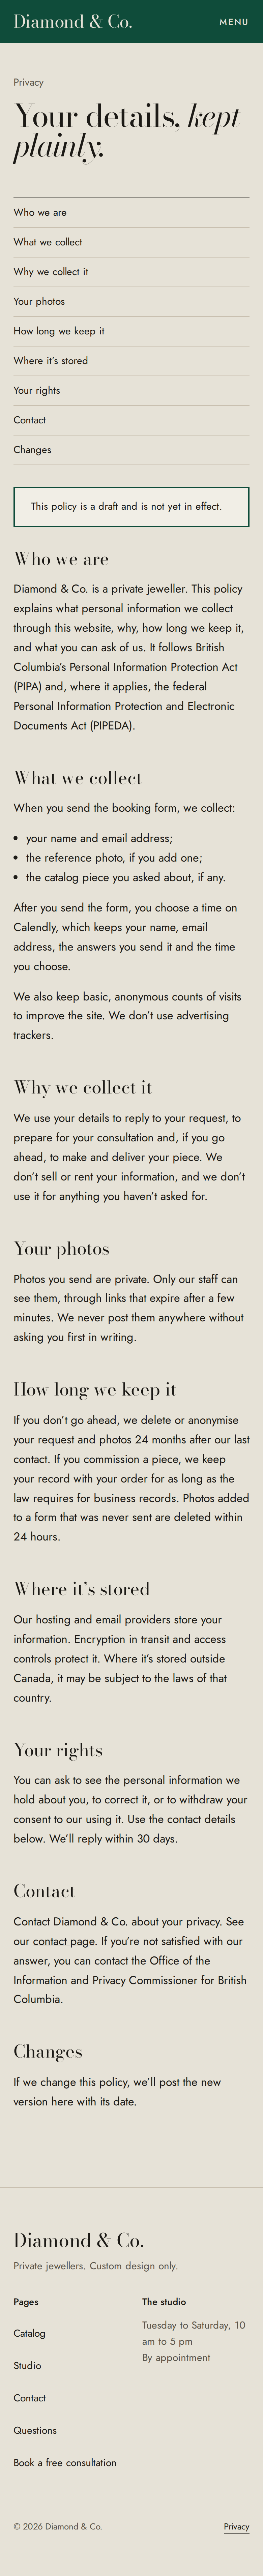 Diamond & Co.
MENU
Privacy
Your details, kept
plainly.
Who we are
What we collect
Why we collect it
Your photos
How long we keep it
Where it’s stored
Your rights
Contact
Changes
This policy is a draft and is not yet in effect.
Who we are
Diamond & Co. is a private jeweller. This policy
explains what personal information we collect
through this website, why, how long we keep it,
and what you can ask of us. It follows British
Columbia’s Personal Information Protection Act
(PIPA) and, where it applies, the federal
Personal Information Protection and Electronic
Documents Act (PIPEDA).
What we collect
When you send the booking form, we collect:
• your name and email address;
• the reference photo, if you add one;
• the catalog piece you asked about, if any.
After you send the form, you choose a time on
Calendly, which keeps your name, email
address, the answers you send it and the time
you choose.
We also keep basic, anonymous counts of visits
to improve the site. We don’t use advertising
trackers.
Why we collect it
We use your details to reply to your request, to
prepare for your consultation and, if you go
ahead, to make and deliver your piece. We
don’t sell or rent your information, and we don’t
use it for anything you haven’t asked for.
Your photos
Photos you send are private. Only our staff can
see them, through links that expire after a few
minutes. We never post them anywhere without
asking you first in writing.
How long we keep it
If you don’t go ahead, we delete or anonymise
your request and photos 24 months after our last
contact. If you commission a piece, we keep
your record with your order for as long as the
law requires for business records. Photos added
to a form that was never sent are deleted within
24 hours.
Where it’s stored
Our hosting and email providers store your
information. Encryption in transit and access
controls protect it. Where it’s stored outside
Canada, it may be subject to the laws of that
country.
Your rights
You can ask to see the personal information we
hold about you, to correct it, or to withdraw your
consent to our using it. Use the contact details
below. We’ll reply within 30 days.
Contact
Contact Diamond & Co. about your privacy. See
our contact page. If you’re not satisfied with our
answer, you can contact the Office of the
Information and Privacy Commissioner for British
Columbia.
Changes
If we change this policy, we’ll post the new
version here with its date.
Diamond & Co.
Private jewellers. Custom design only.
Pages
Catalog
Studio
Contact
Questions
Book a free consultation
The studio
Tuesday to Saturday, 10
am to 5 pm
By appointment
© 2026 Diamond & Co.
Privacy